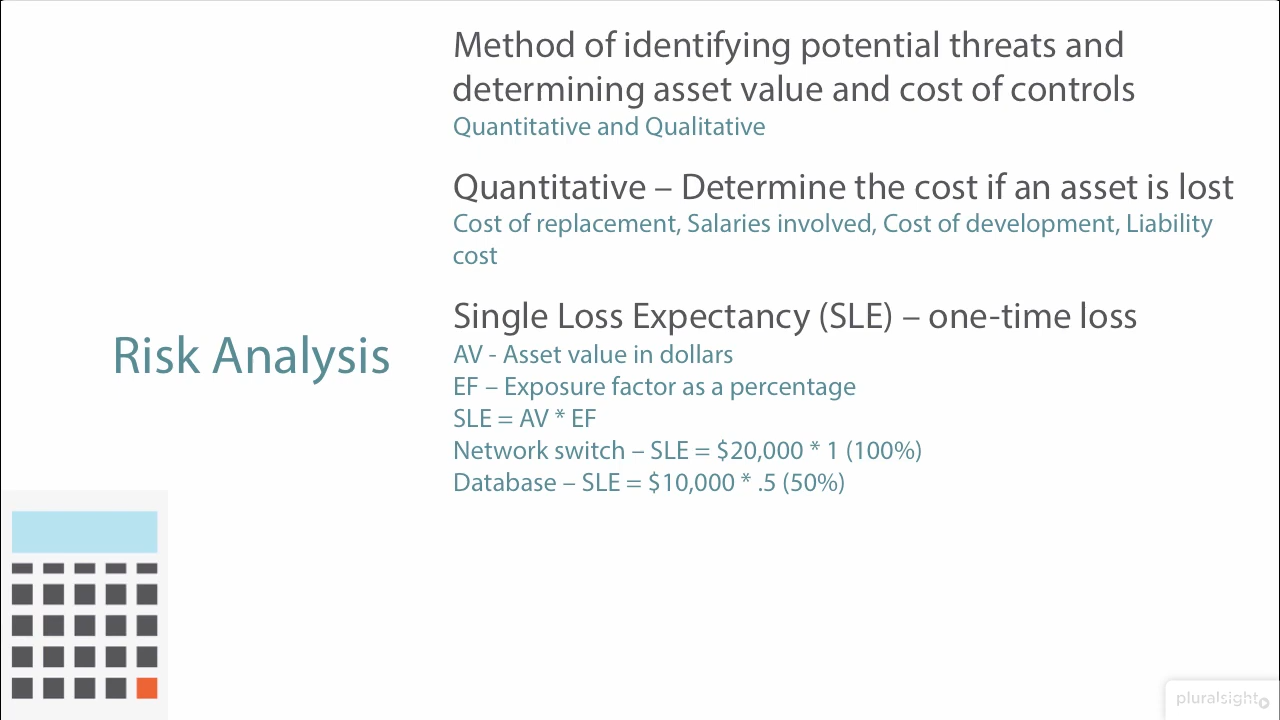 Method of identifying potential threats and
determining asset value and cost of controls
Quantitative and Qualitative
Quantitative – Determine the cost if an asset is lost
Cost of replacement, Salaries involved, Cost of development, Liability
cost
Single Loss Expectancy (SLE) – one-time loss
Risk Analysis
AV - Asset value in dollars
EF – Exposure factor as a percentage
SLE = AV * EF
Network switch – SLE = $20,000 * 1 (100%)
Database – SLE = $10,000 * .5 (50%)
pluralsight